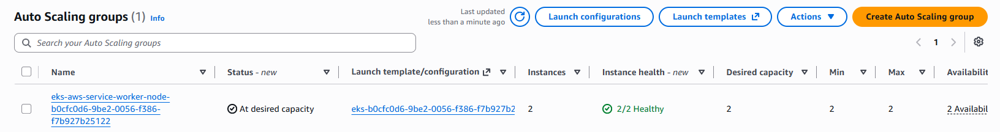 Auto Scaling groups (1) Info
Last updated
less than a minute ago
Launch configurations
Launch templates
Actions
Create Auto Scaling group
Search your Auto Scaling groups
1
Name Status - new Launch template/configuration Instances Instance health - new Desired capacity Min Max Availabilit
eks-aws-service-worker-node-
b0cfc0d6-9be2-0056-f386-
f7b927b25122
At desired capacity
eks-b0cfc0d6-9be2-0056-f386-f7b927b2
2
2/2 Healthy
2
2
2
2 Availabil